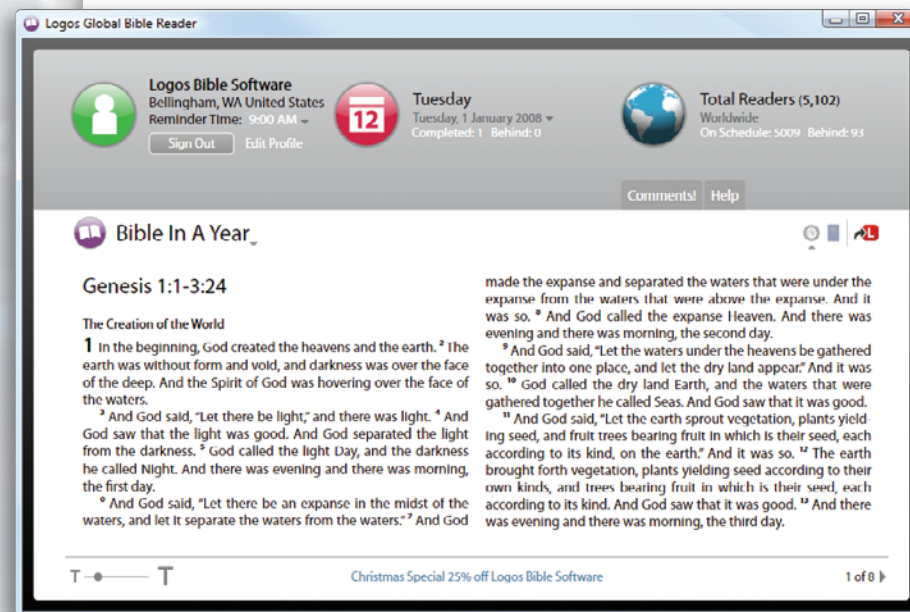 Logos Global Bible Reader
Logos Bible Software
Bellingham, WA United States
Reminder Time: 9:00 AM
Sign Out Edit Profile
12
Tuesday
Tuesday, 1 January 2008
Completed: 1 Behind: 0
Total Readers (5,102)
Worldwide
On Schedule: 5009 Behind: 93
Comments! Help
Bible In A Year
L
Genesis 1:1-3:24
The Creation of the World
1 In the beginning, God created the heavens and the earth. 2 The
earth was without form and void, and darkness was over the face
of the deep. And the Spirit of God was hovering over the face of
the waters.
3 And God said, "Let there be light," and there was light. 4 And
God saw that the light was good. And God separated the light
from the darkness. 5 God called the light Day, and the darkness
he called Night. And there was evening and there was morning,
the first day.
6 And God said, "Let there be an expanse in the midst of the
waters, and let it separate the waters from the waters." 7 And God
made the expanse and separated the waters that were under the
expanse from the waters that were above the expanse. And it
was so. 8 And God called the expanse Heaven. And there was
evening and there was morning, the second day.
9 And God said, "Let the waters under the heavens be gathered
together into one place, and let the dry land appear." And it was
so. 10 God called the dry land Earth, and the waters that were
gathered together he called Seas. And God saw that it was good.
11 And God said, "Let the earth sprout vegetation, plants yield-
ing seed, and fruit trees bearing fruit in which is their seed, each
according to its kind, on the earth." And it was so. 12 The earth
brought forth vegetation, plants yielding seed according to their
own kinds, and trees bearing fruit in which is their seed, each
according to its kind. And God saw that it was good. 13 And there
was evening and there was morning, the third day.
T T
Christmas Special 25% off Logos Bible Software
1 of 8